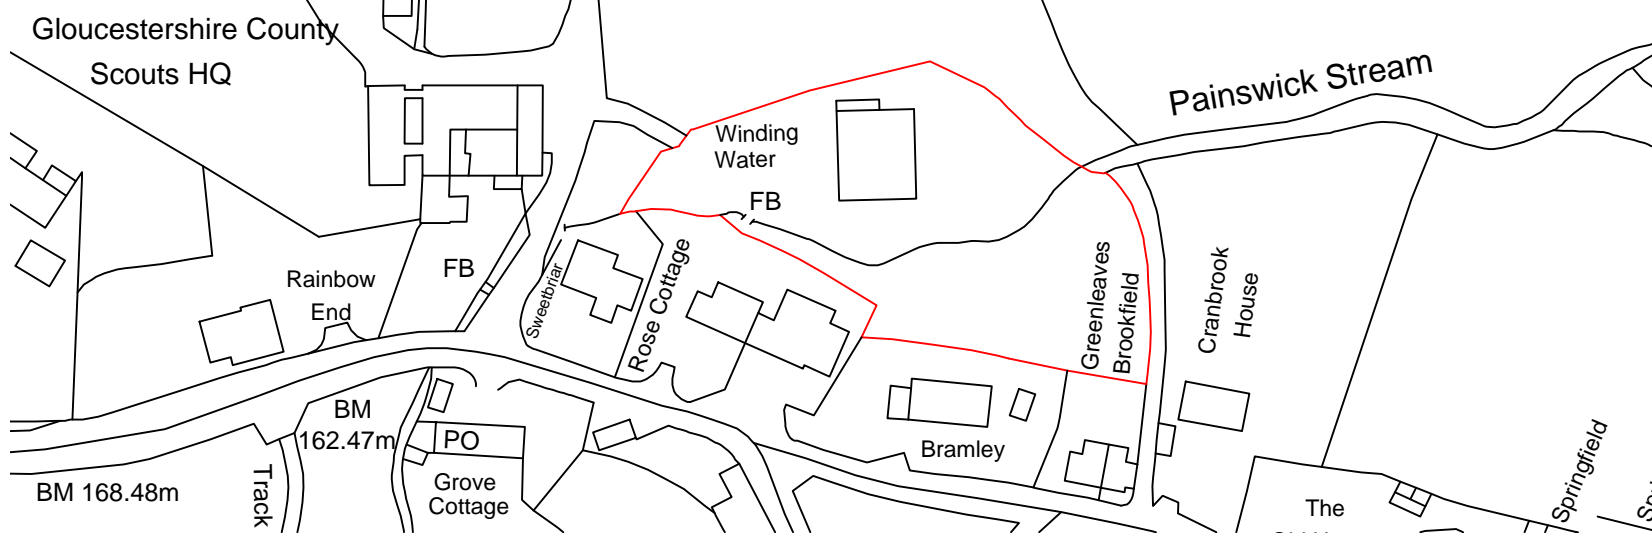 Gloucestershire County
Scouts HQ
Painswick Stream
Winding
Water
FB
Rainbow
End
FB
Sweetbriar
Rose Cottage
Greenleaves
Brookfield
Cranbrook
House
BM
162.47m
PO
Bramley
BM 168.48m
Track
Grove
Cottage
The
Springfield